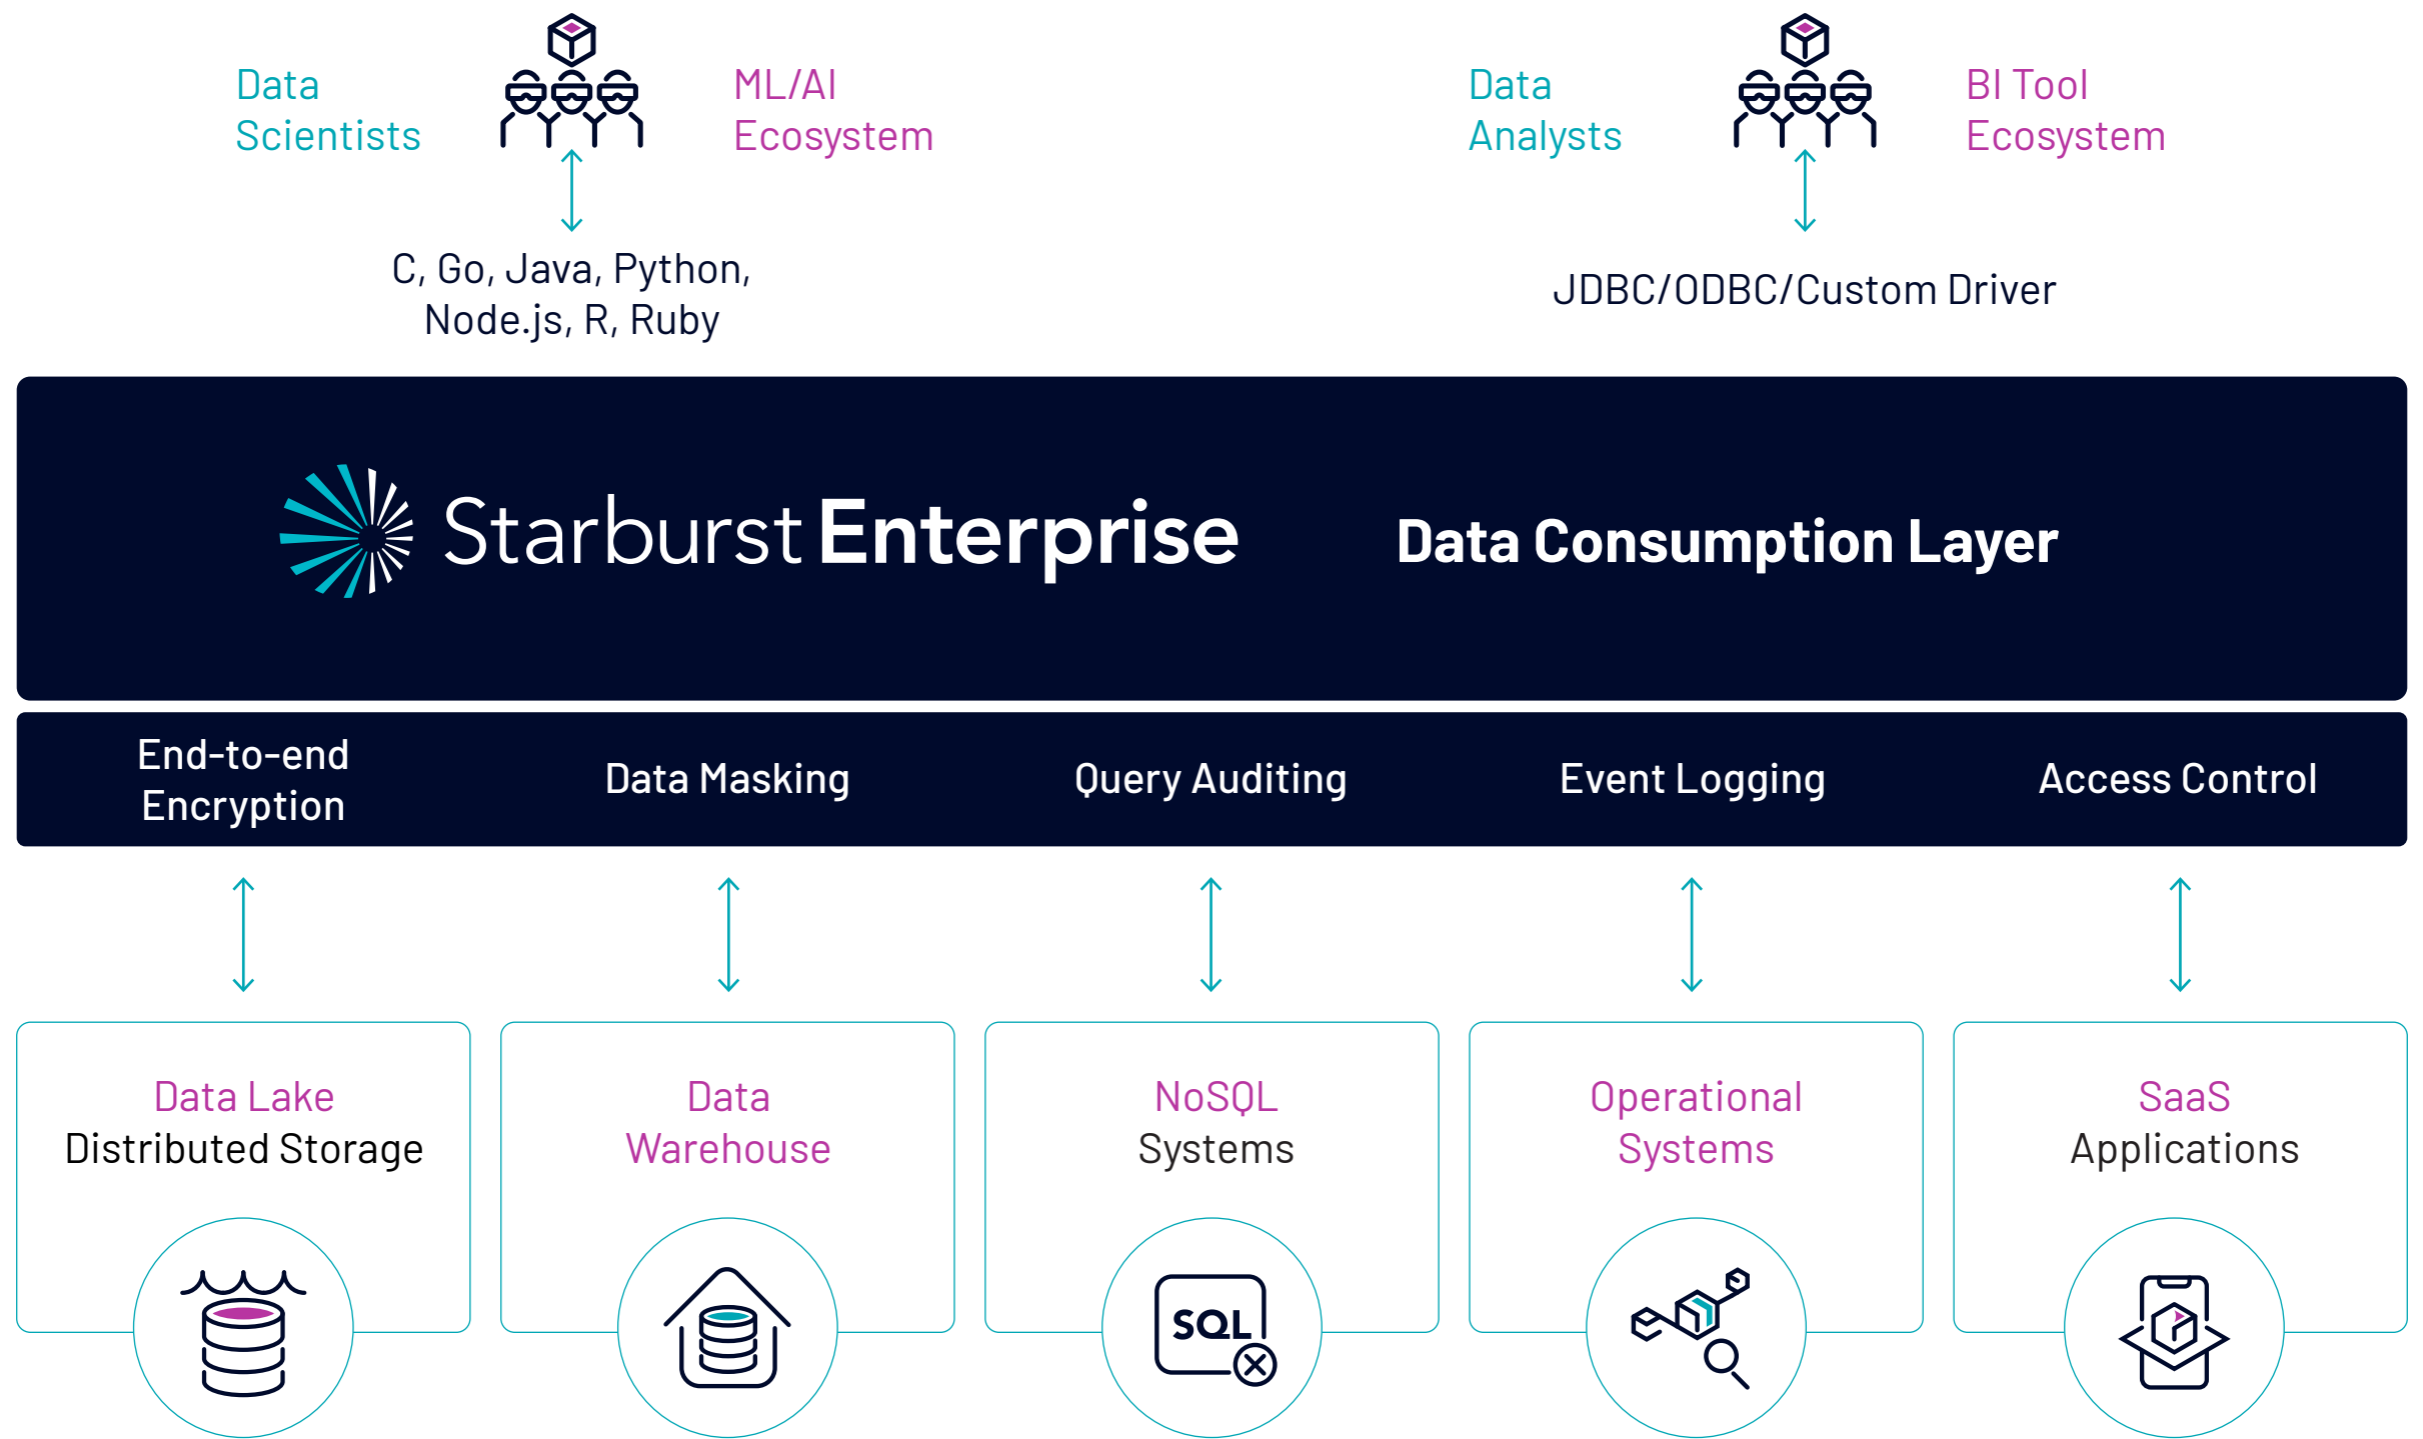 Data
Scientists
ML/AI
Ecosystem
C, Go, Java, Python,
Node.js, R, Ruby
Data
Analysts
BI Tool
Ecosystem
JDBC/ODBC/Custom Driver
Starburst Enterprise
Data Consumption Layer
End-to-end
Encryption
Data Masking
Query Auditing
Event Logging
Access Control
Data Lake
Distributed Storage
Data
Warehouse
NoSQL
Systems
SQL
Operational
Systems
SaaS
Applications